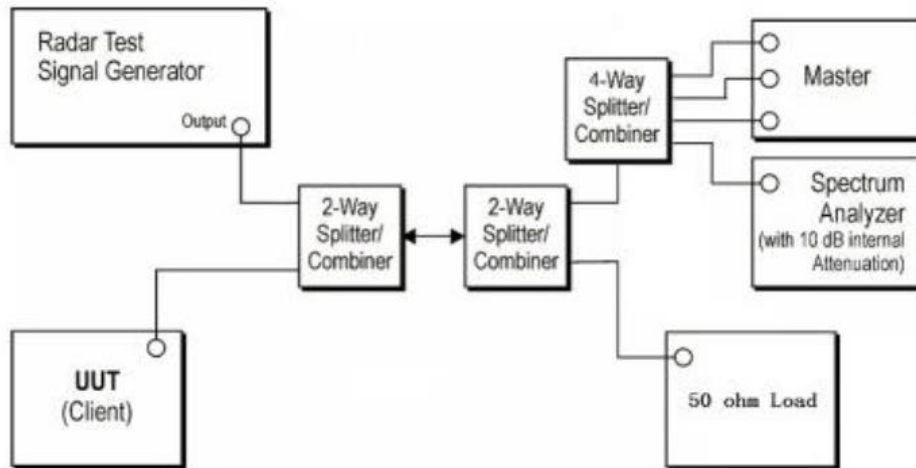 Radar Test
Signal Generator
Output
4-Way
Splitter/
Combiner
Master
2-Way
Splitter/
Combiner
2-Way
Splitter/
Combiner
Spectrum
Analyzer
(with 10 dB internal
Attenuation)
UUT
(Client)
50 ohm Load